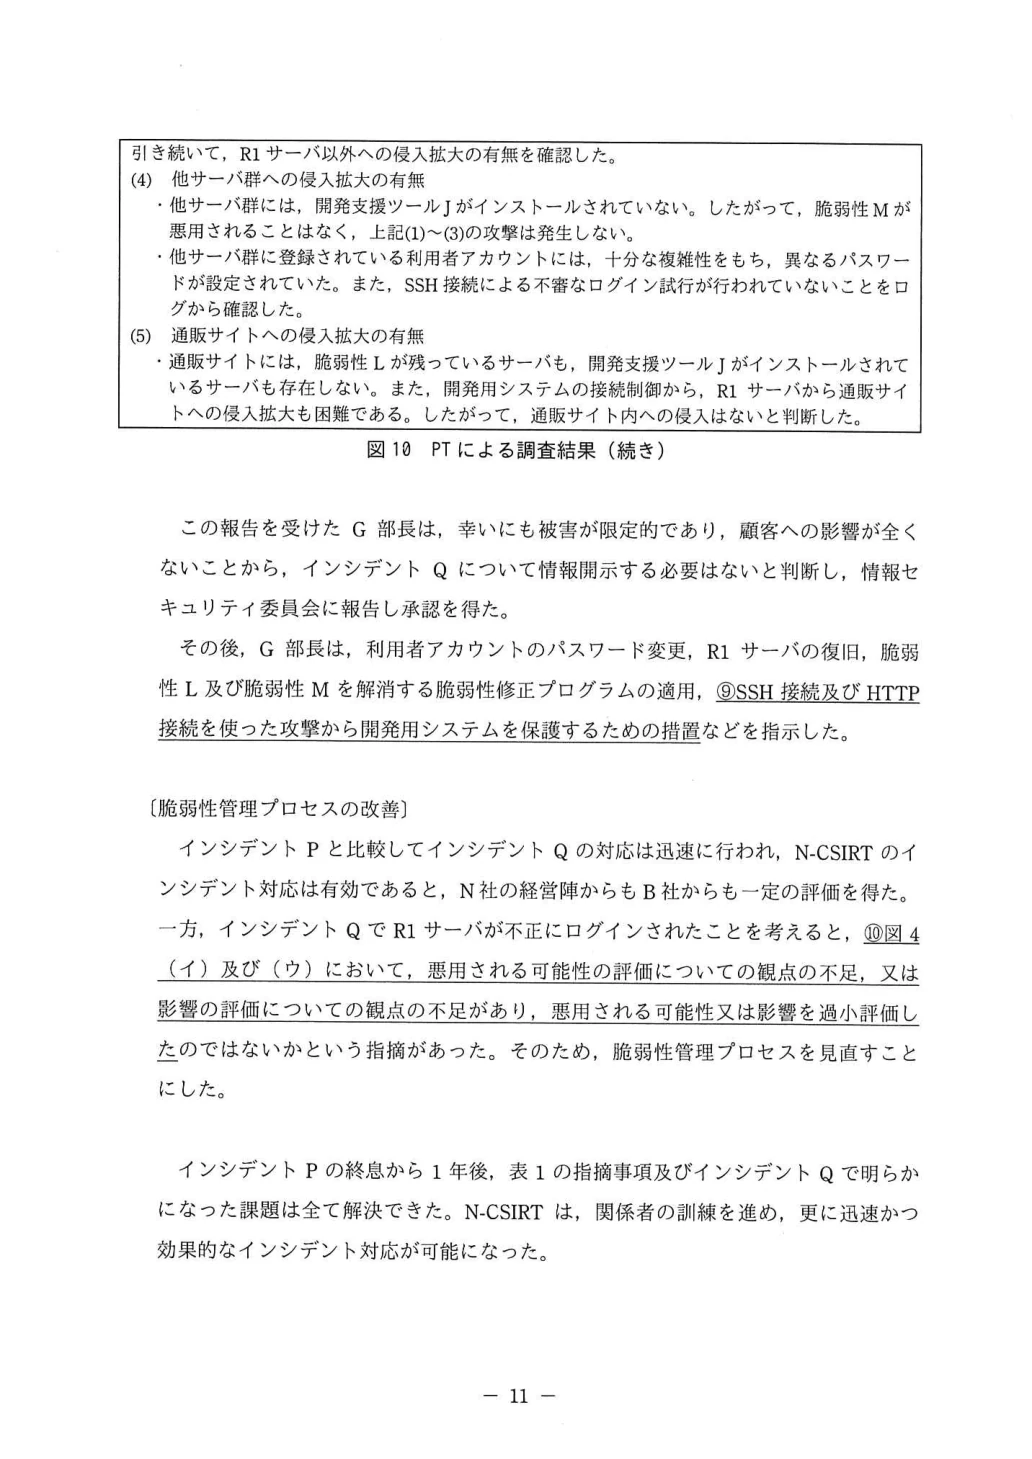 引き続いて，R1 サーバ以外への侵入拡大の有無を確認した。
(4) 他サーバ群への侵入拡大の有無
・他サーバ群には，開発支援ツール J がインストールされていない。したがって，脆弱性 M が
悪用されることはなく，上記(1)～(3)の攻撃は発生しない。
・他サーバ群に登録されている利用者アカウントには，十分な複雑性をもち，異なるパスワー
ドが設定されていた。また，SSH 接続による不審なログイン試行が行われていないことをロ
グから確認した。
(5) 通販サイトへの侵入拡大の有無
・通販サイトには，脆弱性 L が残っているサーバも，開発支援ツール J がインストールされて
いるサーバも存在しない。また，開発用システムの接続制御から，R1 サーバから通販サイ
トへの侵入拡大も困難である。したがって，通販サイト内への侵入はないと判断した。
図 10 PT による調査結果（続き）
この報告を受けた G 部長は，幸いにも被害が限定的であり，顧客への影響が全く
ないことから，インシデント Q について情報開示する必要はないと判断し，情報セ
キュリティ委員会に報告し承認を得た。
その後，G 部長は，利用者アカウントのパスワード変更，R1 サーバの復旧，脆弱
性 L 及び脆弱性 M を解消する脆弱性修正プログラムの適用，⑨SSH 接続及び HTTP
接続を使った攻撃から開発用システムを保護するための措置などを指示した。
〔脆弱性管理プロセスの改善〕
インシデント P と比較してインシデント Q の対応は迅速に行われ，N-CSIRT のイ
ンシデント対応は有効であると，N 社の経営陣からも B 社からも一定の評価を得た。
一方，インシデント Q で R1 サーバが不正にログインされたことを考えると，⑩図 4
（イ）及び（ウ）において，悪用される可能性の評価についての観点の不足，又は
影響の評価についての観点の不足があり，悪用される可能性又は影響を過小評価し
たのではないかという指摘があった。そのため，脆弱性管理プロセスを見直すこと
にした。
インシデント P の終息から 1 年後，表 1 の指摘事項及びインシデント Q で明らか
になった課題は全て解決できた。N-CSIRT は，関係者の訓練を進め，更に迅速かつ
効果的なインシデント対応が可能になった。
－ 11 －